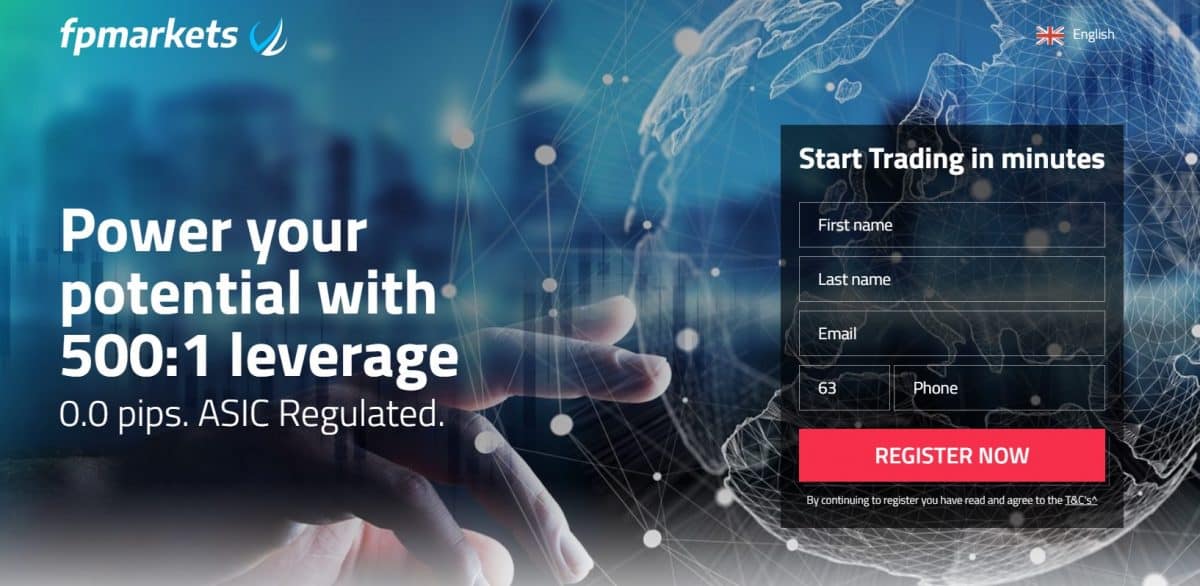 fpmarkets
English
Power your
potential with
500:1 leverage
0.0 pips. ASIC Regulated.
Start Trading in minutes
First name
Last name
Email
63 Phone
REGISTER NOW
By continuing to register you have read and agree to the T&C's^